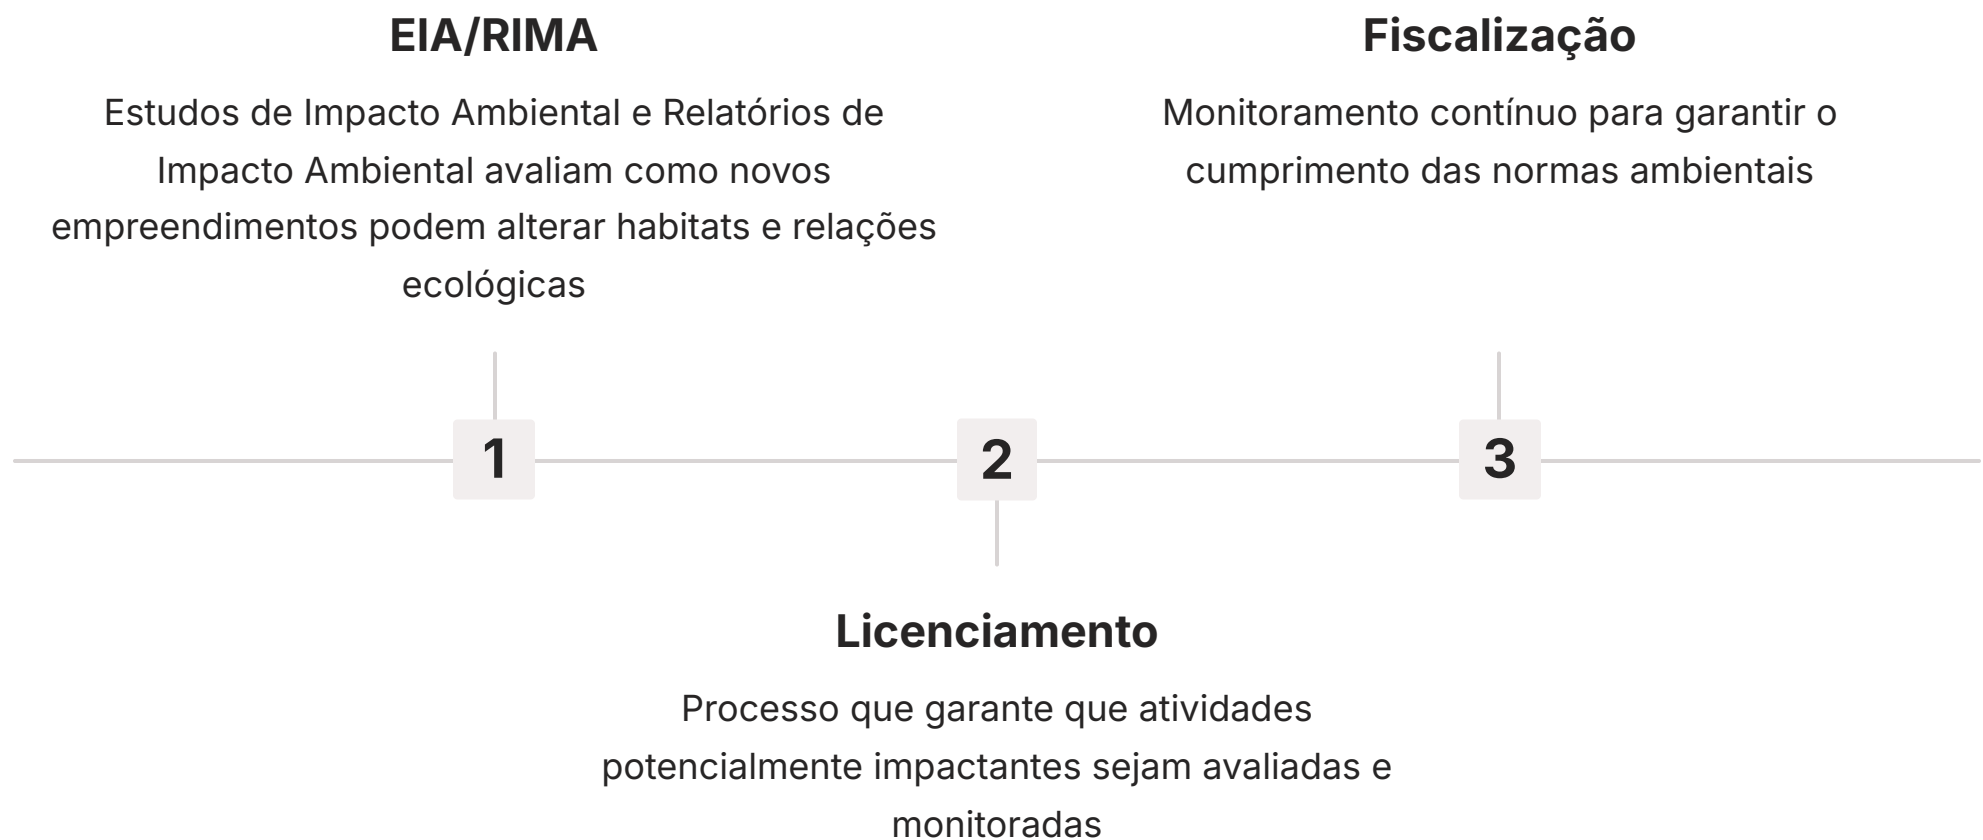 EIA/RIMA
Estudos de Impacto Ambiental e Relatórios de
Impacto Ambiental avaliam como novos
empreendimentos podem alterar habitats e relações
ecológicas
Fiscalização
Monitoramento contínuo para garantir o
cumprimento das normas ambientais
1
2
3
Licenciamento
Processo que garante que atividades
potencialmente impactantes sejam avaliadas e
monitoradas